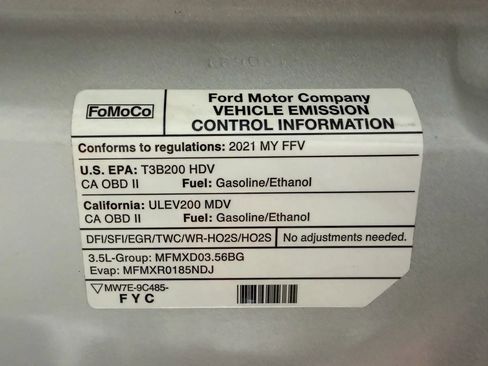 FoMoCo
Ford Motor Company
VEHICLE EMISSION
CONTROL INFORMATION
Conforms to regulations: 2021 MY FFV
U.S. EPA: T3B200 HDV
CA OBD II Fuel: Gasoline/Ethanol
California: ULEV200 MDV
CA OBD II Fuel: Gasoline/Ethanol
DFI/SFI/EGR/TWC/WR-HO2S/HO2S No adjustments needed.
3.5L-Group: MFMXD03.56BG
Evap: MFMXR0185NDJ
MW7E-9C485-
FYC